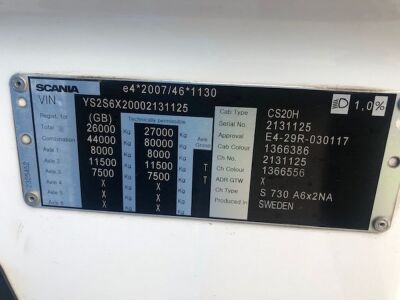 SCANIA e4*2007/46*1130
VIN YS2S6X20002131125
1,0%
Regist. for (GB) Technically permissible
Total 26000 Kg 27000 Kg
Combination 44000 Kg 80000 Kg
Axle 1 8000 Kg 8000 Kg
Axle 2 11500 Kg 11500 Kg T
Axle 3 7500 Kg 7500 Kg T
Axle 4 X X Kg
X X Kg
X X Kg
Axle Group
Cab Type CS20H
Serial No. 2131125
Approval E4-29R-030117
Cab Colour 1366386
Ch No. 2131125
Ch Colour 1366556
ADR-GTW X
Ch Type S 730 A6x2NA
Produced in SWEDEN